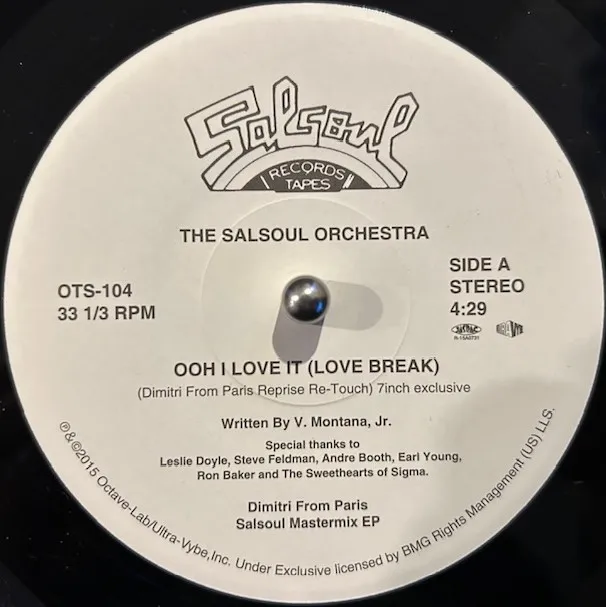 Salsoul
RECORDS
TAPES
THE SALSOUL ORCHESTRA
OTS-104
33 1/3 RPM
SIDE A
STEREO
4:29
JASRAC
R-15A0731
OOH I LOVE IT (LOVE BREAK)
(Dimitri From Paris Reprise Re-Touch) 7inch exclusive
Written By V. Montana, Jr.
Special thanks to
Leslie Doyle, Steve Feldman, Andre Booth, Earl Young,
Ron Baker and The Sweethearts of Sigma.
Dimitri From Paris
Salsoul Mastermix EP
℗&©2015 Octave-Lab/Ultra-Vybe,Inc. Under Exclusive licensed by BMG Rights Management (US) LLS.